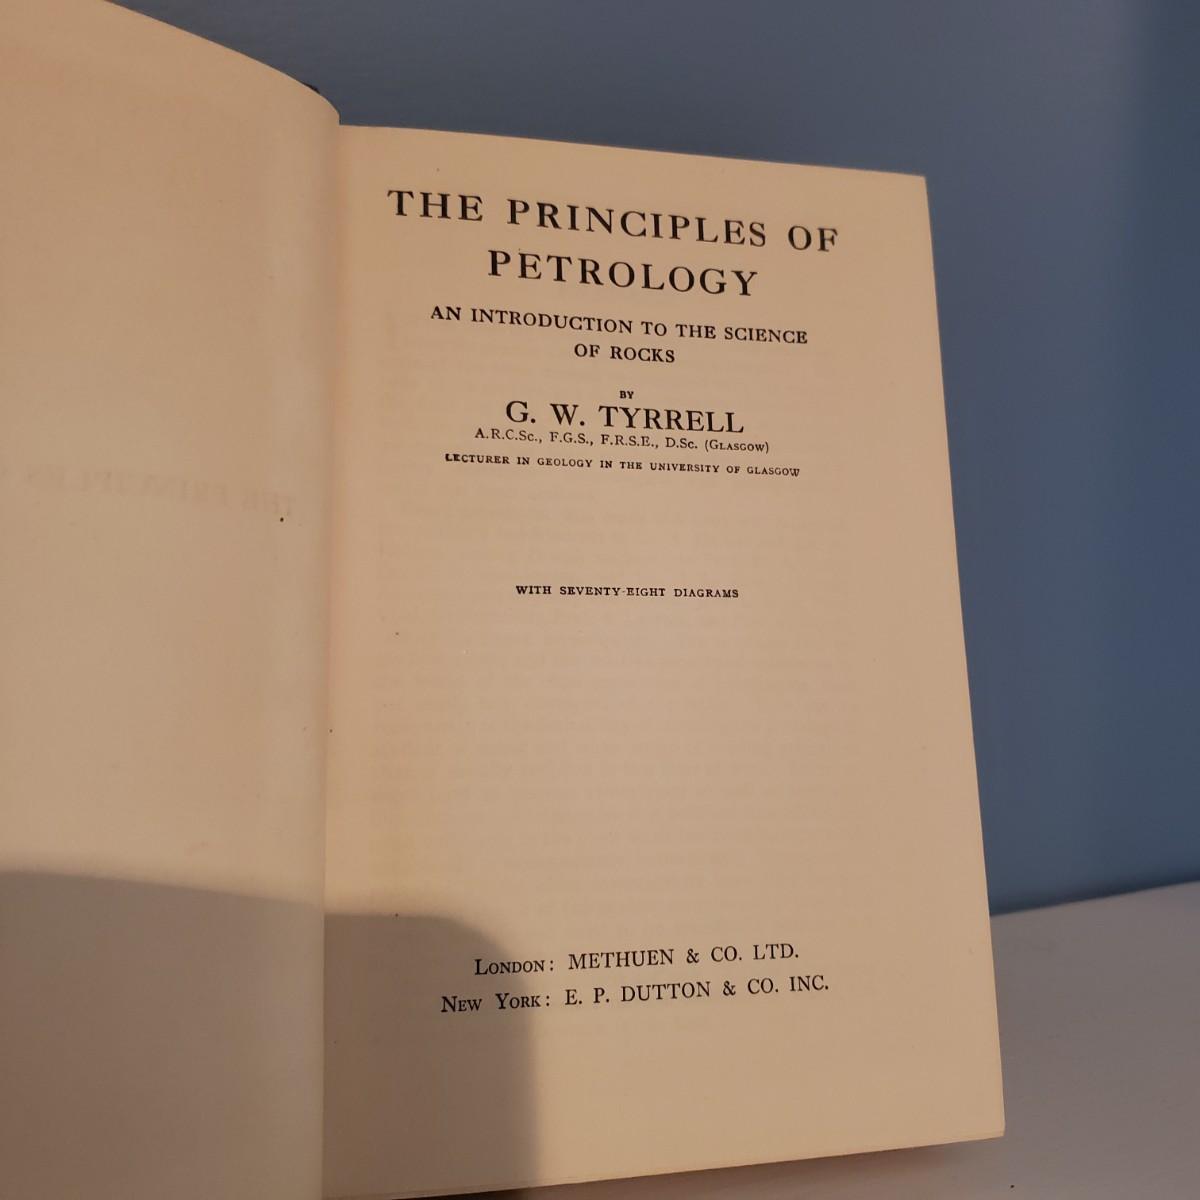 THE PRINCIPLES OF
PETROLOGY
AN INTRODUCTION TO THE SCIENCE
OF ROCKS
BY
G. W. TYRRELL
A.R.C.Sc., F.G.S., F.R.S.E., D.Sc. (GLASGOW)
LECTURER IN GEOLOGY IN THE UNIVERSITY OF GLASGOW
WITH SEVENTY-EIGHT DIAGRAMS
LONDON: METHUEN & CO. LTD.
NEW YORK: E. P. DUTTON & CO. INC.